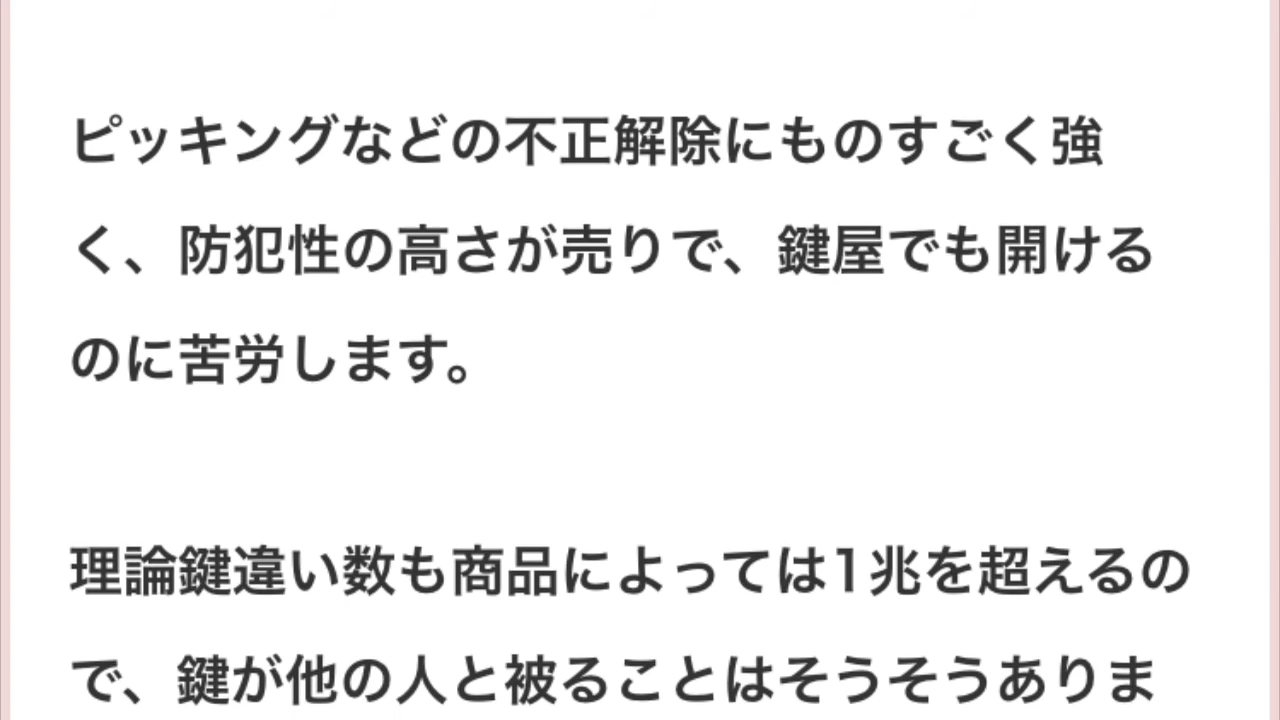 ピッキングなどの不正解除にものすごく強
く、防犯性の高さが売りで、鍵屋でも開ける
のに苦労します。
理論鍵違い数も商品によっては1兆を超えるの
で、鍵が他の人と被ることはそうそうありま